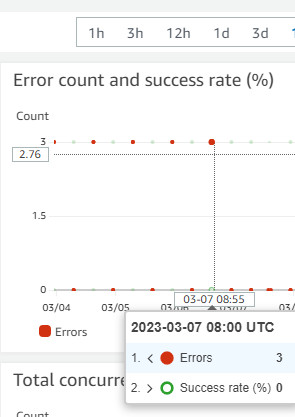 1h 3h 12h 1d 3d
Error count and success rate (%)
Count
3
2.76
1.5
0
03-07 08:55
03/04 03/05 03/06 03/07 03/
Errors
2023-03-07 08:00 UTC
1. < Errors 3
2. > Success rate (%) 0
Total concurre
Count